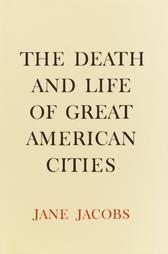 THE DEATH
AND LIFE
OF GREAT
AMERICAN
CITIES
JANE JACOBS